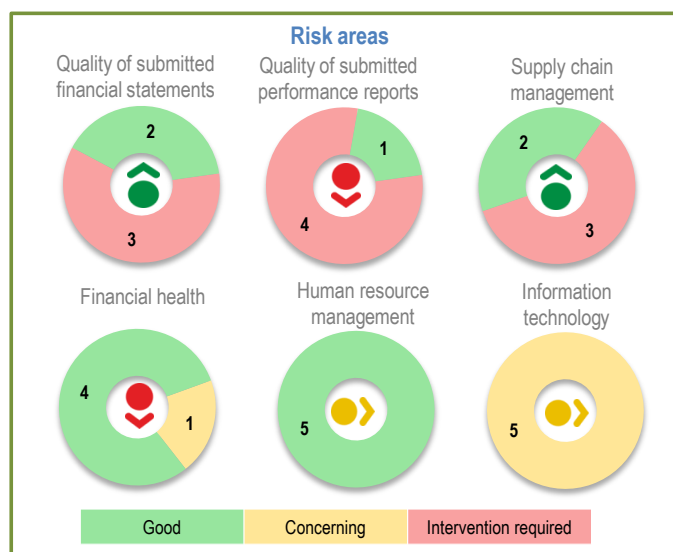 Risk areas
Quality of submitted
financial statements
2
3
Quality of submitted
performance reports
1
4
Supply chain
management
2
3
Financial health
4
1
Human resource
management
5
Information
technology
5
Good
Concerning
Intervention required